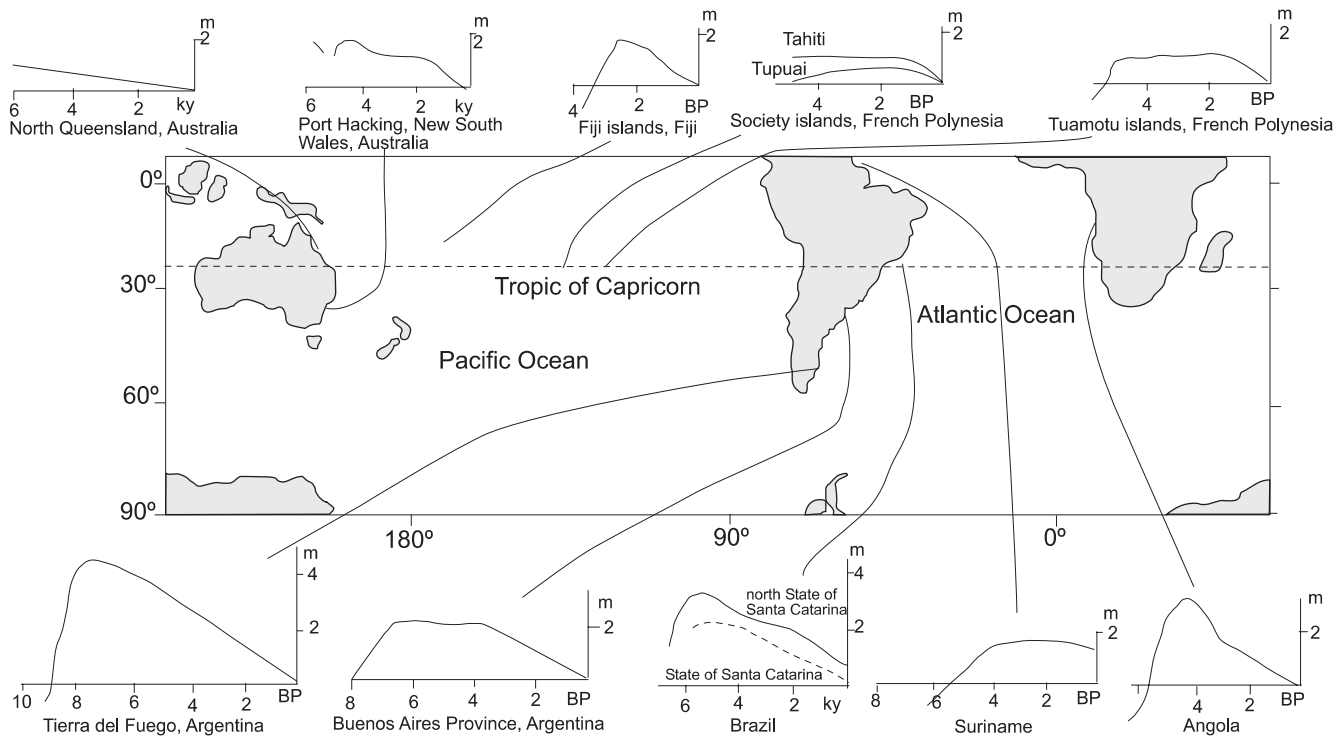 m
2
6
4
2
ky
North Queensland, Australia
m
2
6
4
2
ky
Port Hacking, New South
Wales, Australia
m
2
4
2
BP
Fiji islands, Fiji
m
2
Tahiti
Tupuai
4
2
BP
Society islands, French Polynesia
m
2
4
2
BP
Tuamotu islands, French Polynesia
0º
30º
60º
90º
Tropic of Capricorn
Pacific Ocean
Atlantic Ocean
180º
90º
0º
m
4
2
10
8
6
4
2
BP
Tierra del Fuego, Argentina
m
2
8
6
4
2
BP
Buenos Aires Province, Argentina
m
4
2
0
north State of
Santa Catarina
State of Santa Catarina
6
4
2
ky
Brazil
m
2
8
6
4
2
BP
Suriname
m
2
6
4
2
BP
Angola